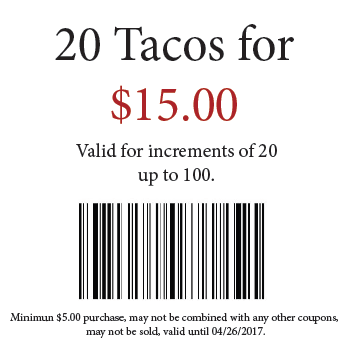 20 Tacos for
$15.00
Valid for increments of 20
up to 100.
Minimun $5.00 purchase, may not be combined with any other coupons,
may not be sold, valid until 04/26/2017.